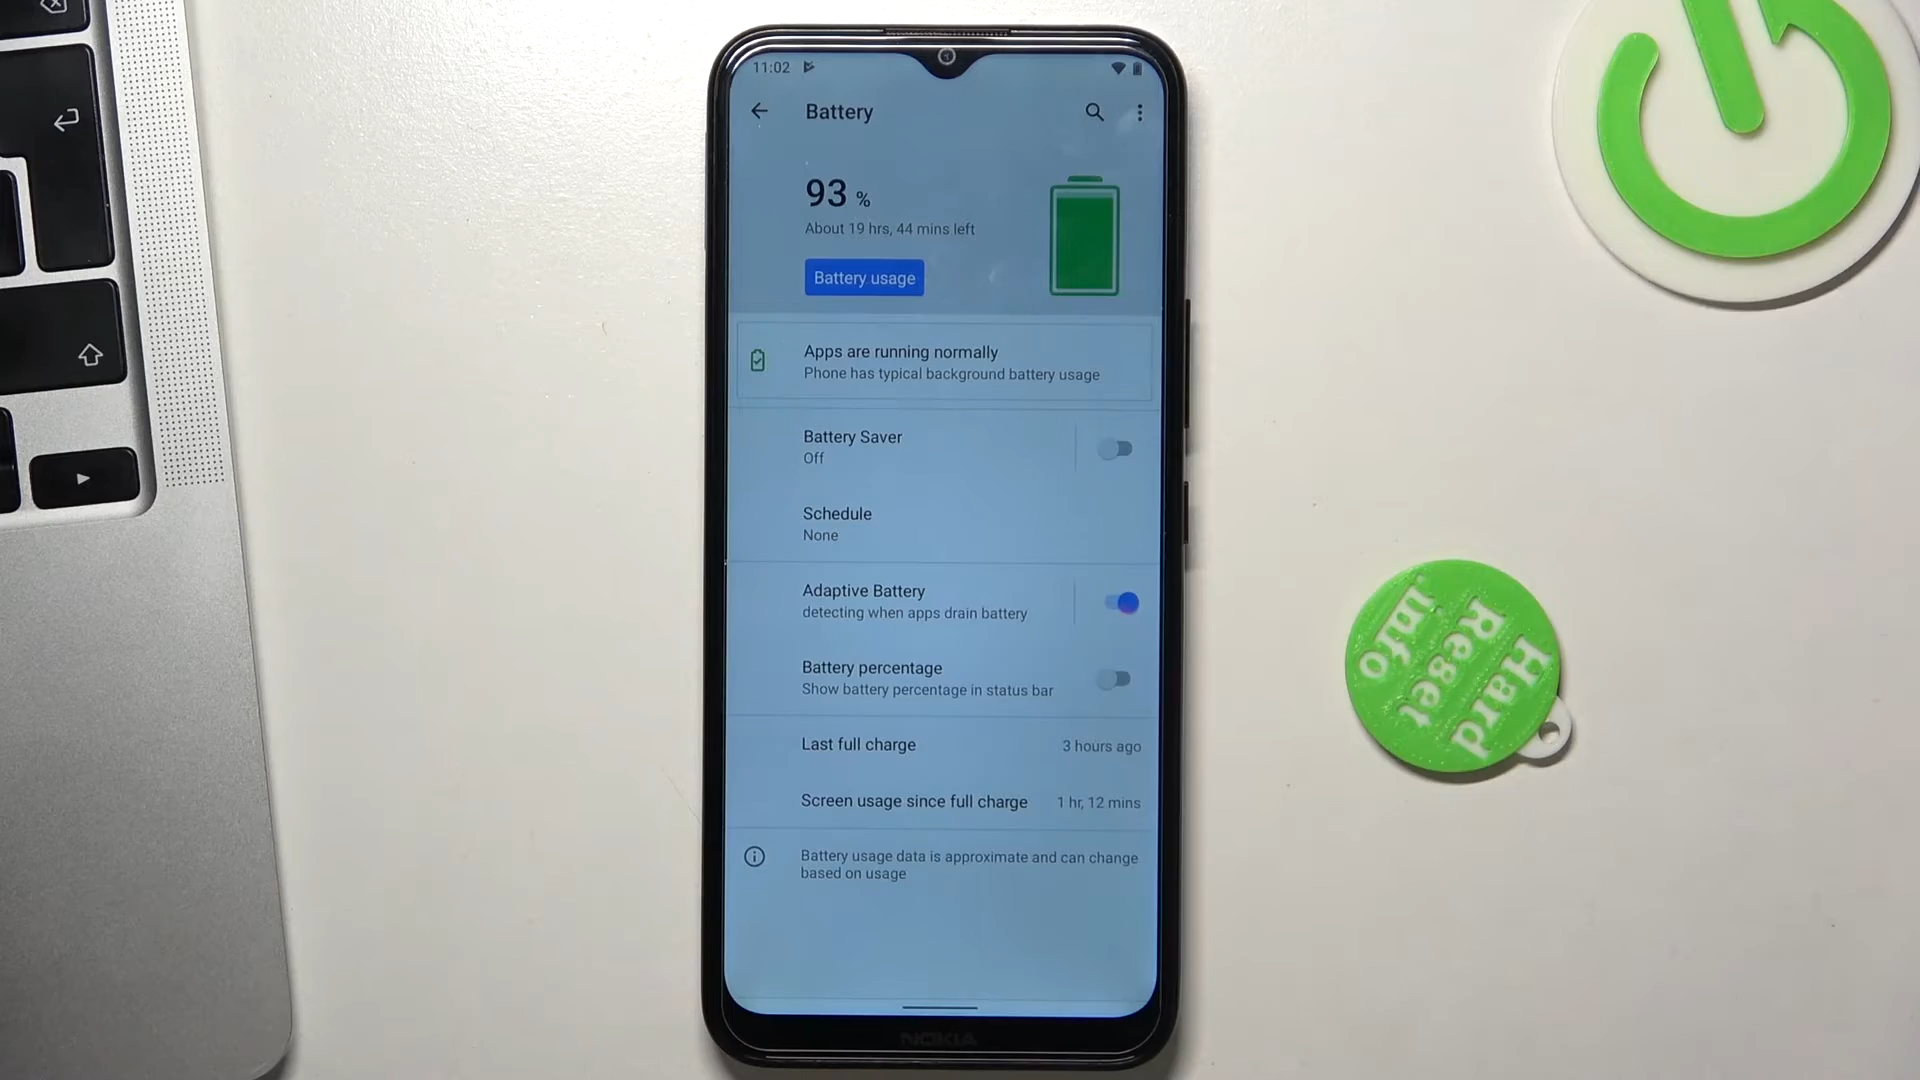 11:02
Battery
93 %
About 19 hrs, 44 mins left
Battery usage
Apps are running normally
Phone has typical background battery usage
Battery Saver
Off
Schedule
None
Adaptive Battery
detecting when apps drain battery
Battery percentage
Show battery percentage in status bar
Last full charge 3 hours ago
Screen usage since full charge 1 hr, 12 mins
Battery usage data is approximate and can change
based on usage
NOKIA
Hard
Reset
info